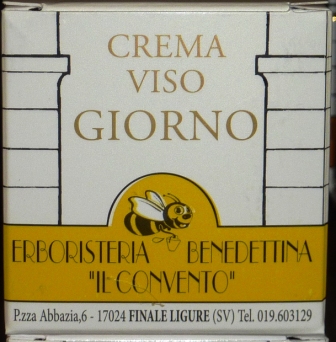 CREMA
VISO
GIORNO
ERBORISTERIA BENEDETTINA
"IL CONVENTO"
P.zza Abbazia,6 - 17024 FINALE LIGURE (SV) Tel. 019.603129